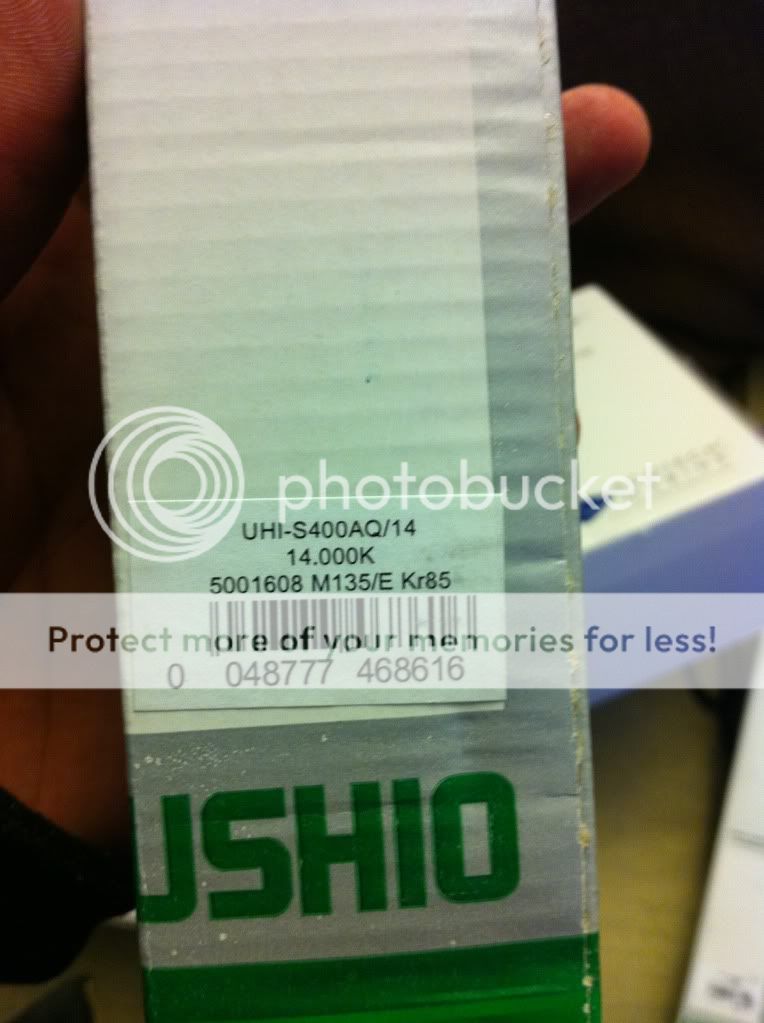 photobucket
UHI-S400AQ/14
14.000K
5001608 M135/E Kr85
Protect more of your memories for less!
0 048777 468616
USHIO